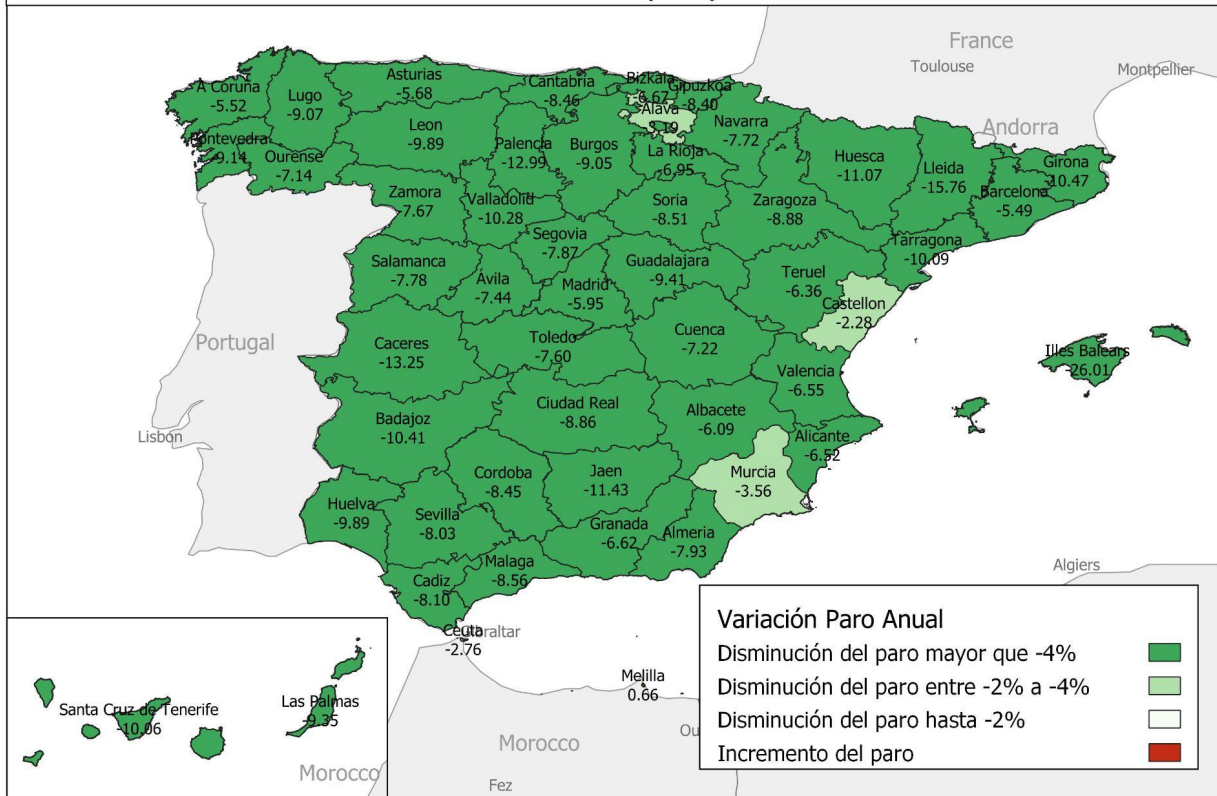 France
Toulouse
Montpellier
Andorra
A Coruña
-5.52
Lugo
-9.07
Asturias
-5.68
Cantabria
-8.46
Bizkaia
-6.67
Gipuzkoa
-8.40
Alava
Navarra
-7.72
Pontevedra
-9.14
Ourense
-7.14
Leon
-9.89
Palencia
-12.99
Burgos
-9.05
La Rioja
-6.95
Huesca
-11.07
Lleida
-15.76
Girona
-10.47
Barcelona
-5.49
Zamora
-7.67
Valladolid
-10.28
Soria
-8.51
Zaragoza
-8.88
Tarragona
-10.09
Segovia
-7.87
Salamanca
-7.78
Ávila
-7.44
Madrid
-5.95
Guadalajara
-9.41
Teruel
-6.36
Castellon
-2.28
Portugal
Caceres
-13.25
Toledo
-7.60
Cuenca
-7.22
Valencia
-6.55
Illes Balears
-26.01
Lisbon
Badajoz
-10.41
Ciudad Real
-8.86
Albacete
-6.09
Alicante
-6.52
Murcia
-3.56
Huelva
-9.89
Sevilla
-8.03
Cordoba
-8.45
Jaen
-11.43
Granada
-6.62
Almeria
-7.93
Cadiz
-8.10
Malaga
-8.56
Algiers
Ceuta
-2.76
Gibraltar
Melilla
0.66
Santa Cruz de Tenerife
-10.06
Las Palmas
-9.35
Morocco
Morocco
Fez
Ou
Variación Paro Anual
Disminución del paro mayor que -4%
Disminución del paro entre -2% a -4%
Disminución del paro hasta -2%
Incremento del paro